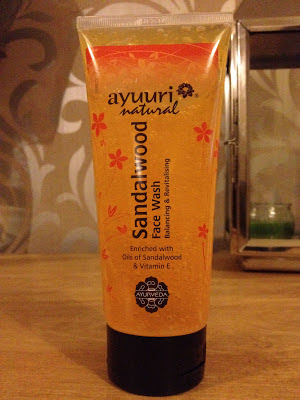 ayuuri
natural
Sandalwood
Face Wash
Balancing & Revitalising
Enriched with
Oils of Sandalwood
& Vitamin E
AYURVEDA